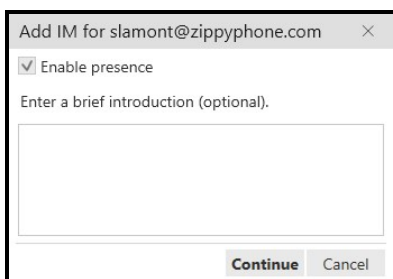 Add IM for slamont@zippyphone.com
Enable presence
Enter a brief introduction (optional).
Continue Cancel